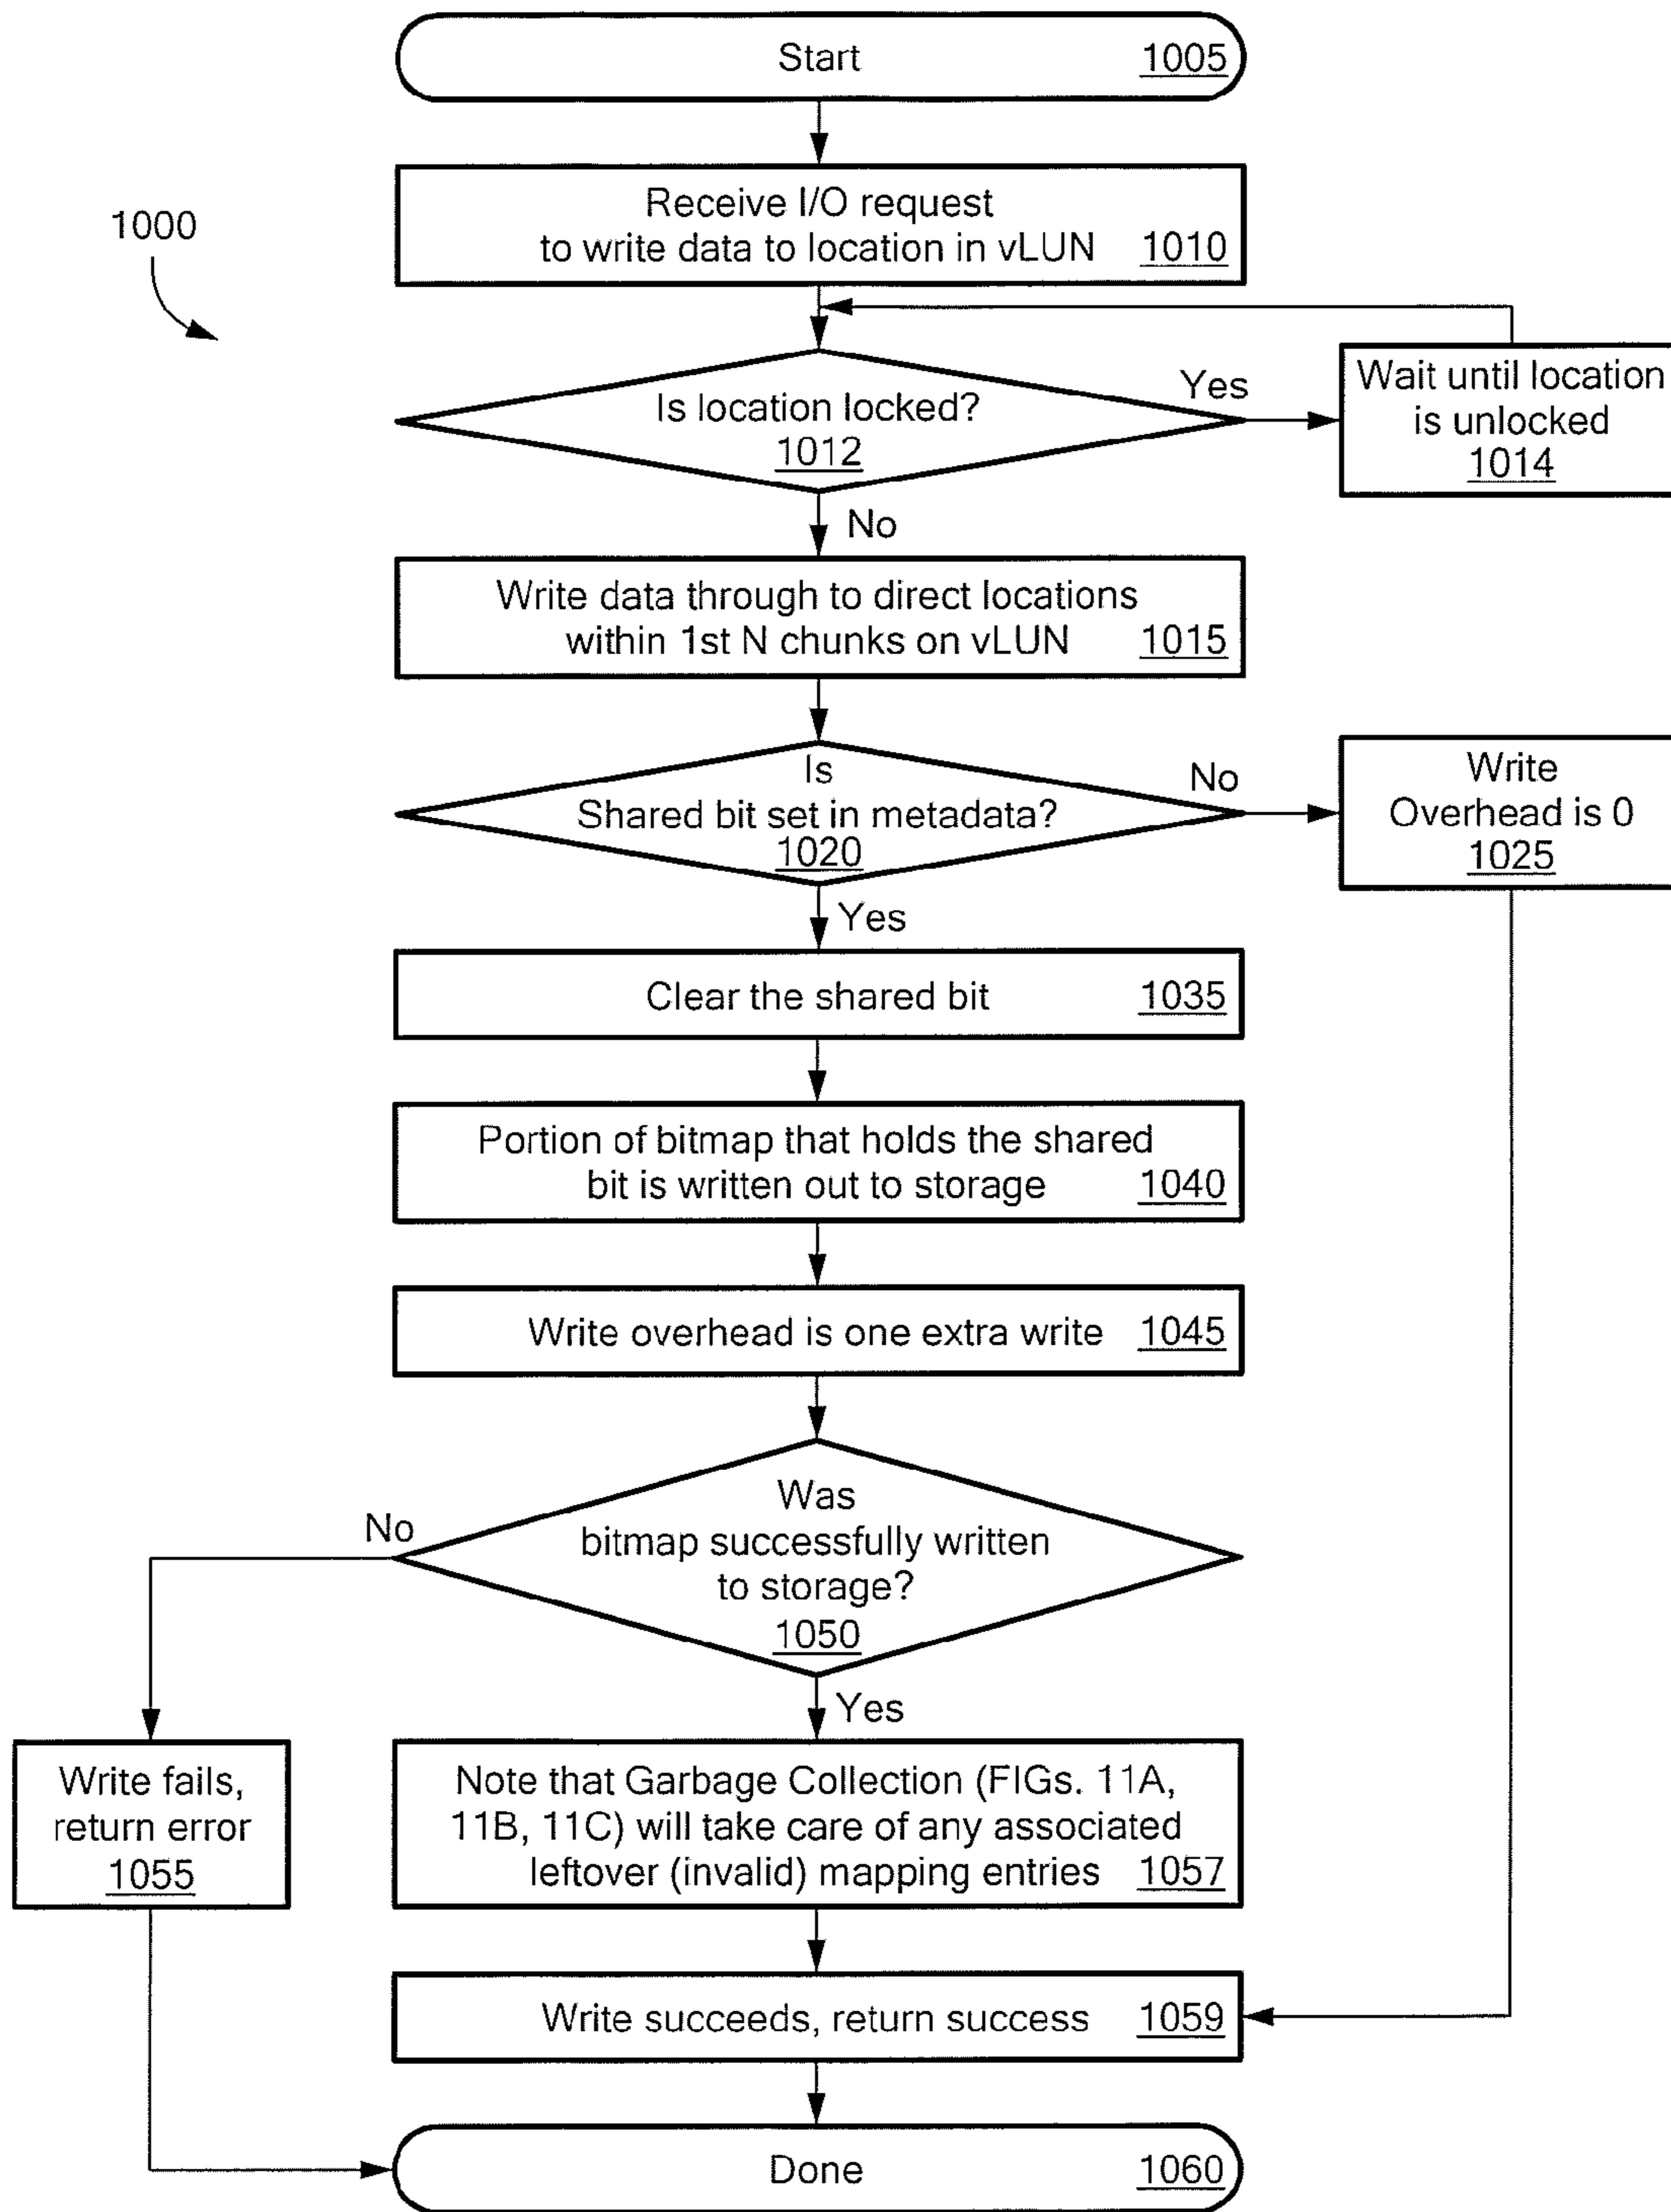 Start 1005
Receive I/O request
to write data to location in vLUN 1010
1000
Is location locked?
1012
Yes
Wait until location
is unlocked
1014
No
Write data through to direct locations
within 1st N chunks on vLUN 1015
Is
Shared bit set in metadata?
1020
No
Write
Overhead is 0
1025
Yes
Clear the shared bit 1035
Portion of bitmap that holds the shared
bit is written out to storage 1040
Write overhead is one extra write 1045
Was
bitmap successfully written
to storage?
1050
No
Yes
Write fails,
return error
1055
Note that Garbage Collection (FIGs. 11A,
11B, 11C) will take care of any associated
leftover (invalid) mapping entries 1057
Write succeeds, return success 1059
Done 1060